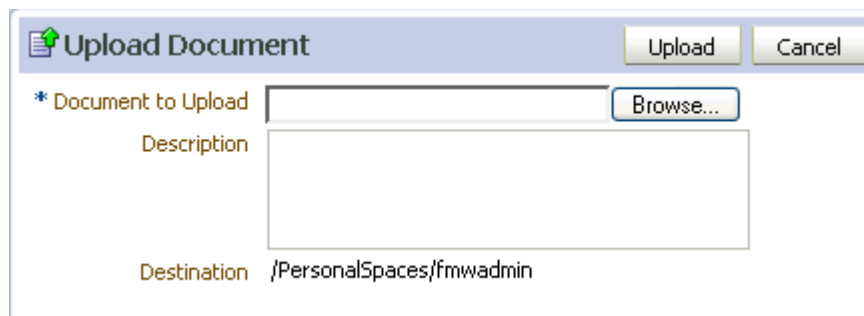 Upload Document
Upload
Cancel
* Document to Upload
Browse...
Description
Destination /PersonalSpaces/fmwadmin